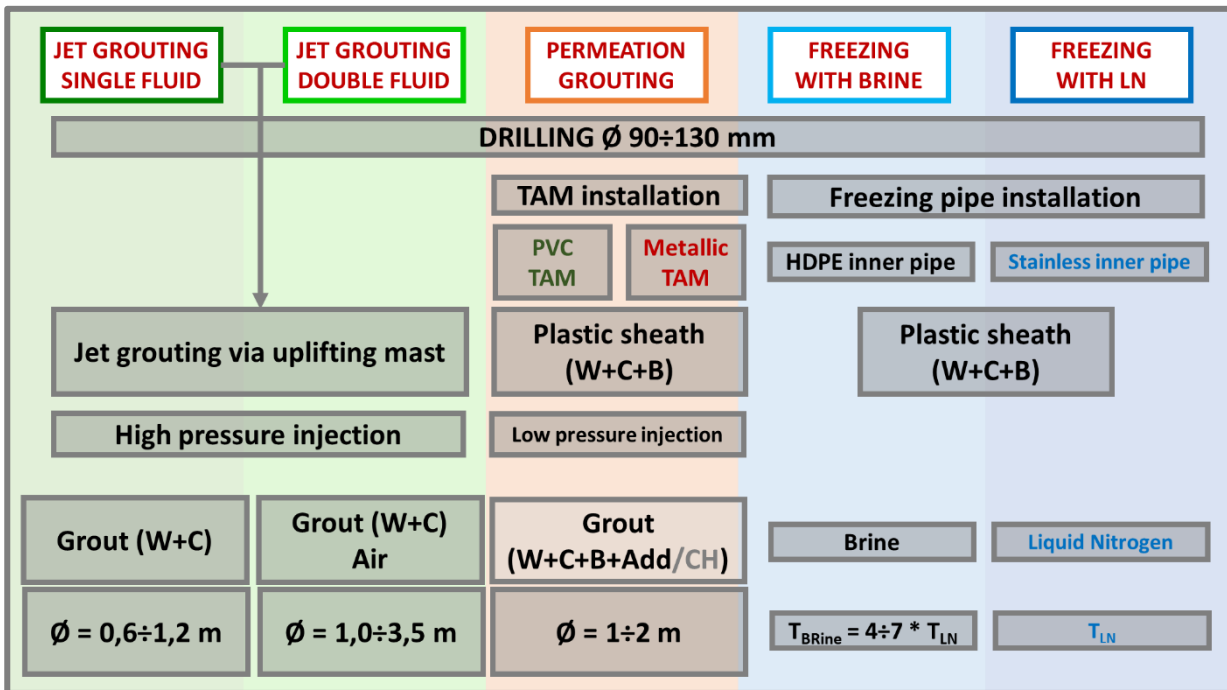 JET GROUTING
SINGLE FLUID
JET GROUTING
DOUBLE FLUID
PERMEATION
GROUTING
FREEZING
WITH BRINE
FREEZING
WITH LN
DRILLING Ø 90÷130 mm
TAM installation
Freezing pipe installation
PVC
TAM
Metallic
TAM
HDPE inner pipe
Stainless inner pipe
Jet grouting via uplifting mast
Plastic sheath
(W+C+B)
Plastic sheath
(W+C+B)
High pressure injection
Low pressure injection
Grout (W+C)
Grout (W+C)
Air
Grout
(W+C+B+Add/CH)
Brine
Liquid Nitrogen
Ø = 0,6÷1,2 m
Ø = 1,0÷3,5 m
Ø = 1÷2 m
T_BRine = 4÷7 * T_LN
T_LN